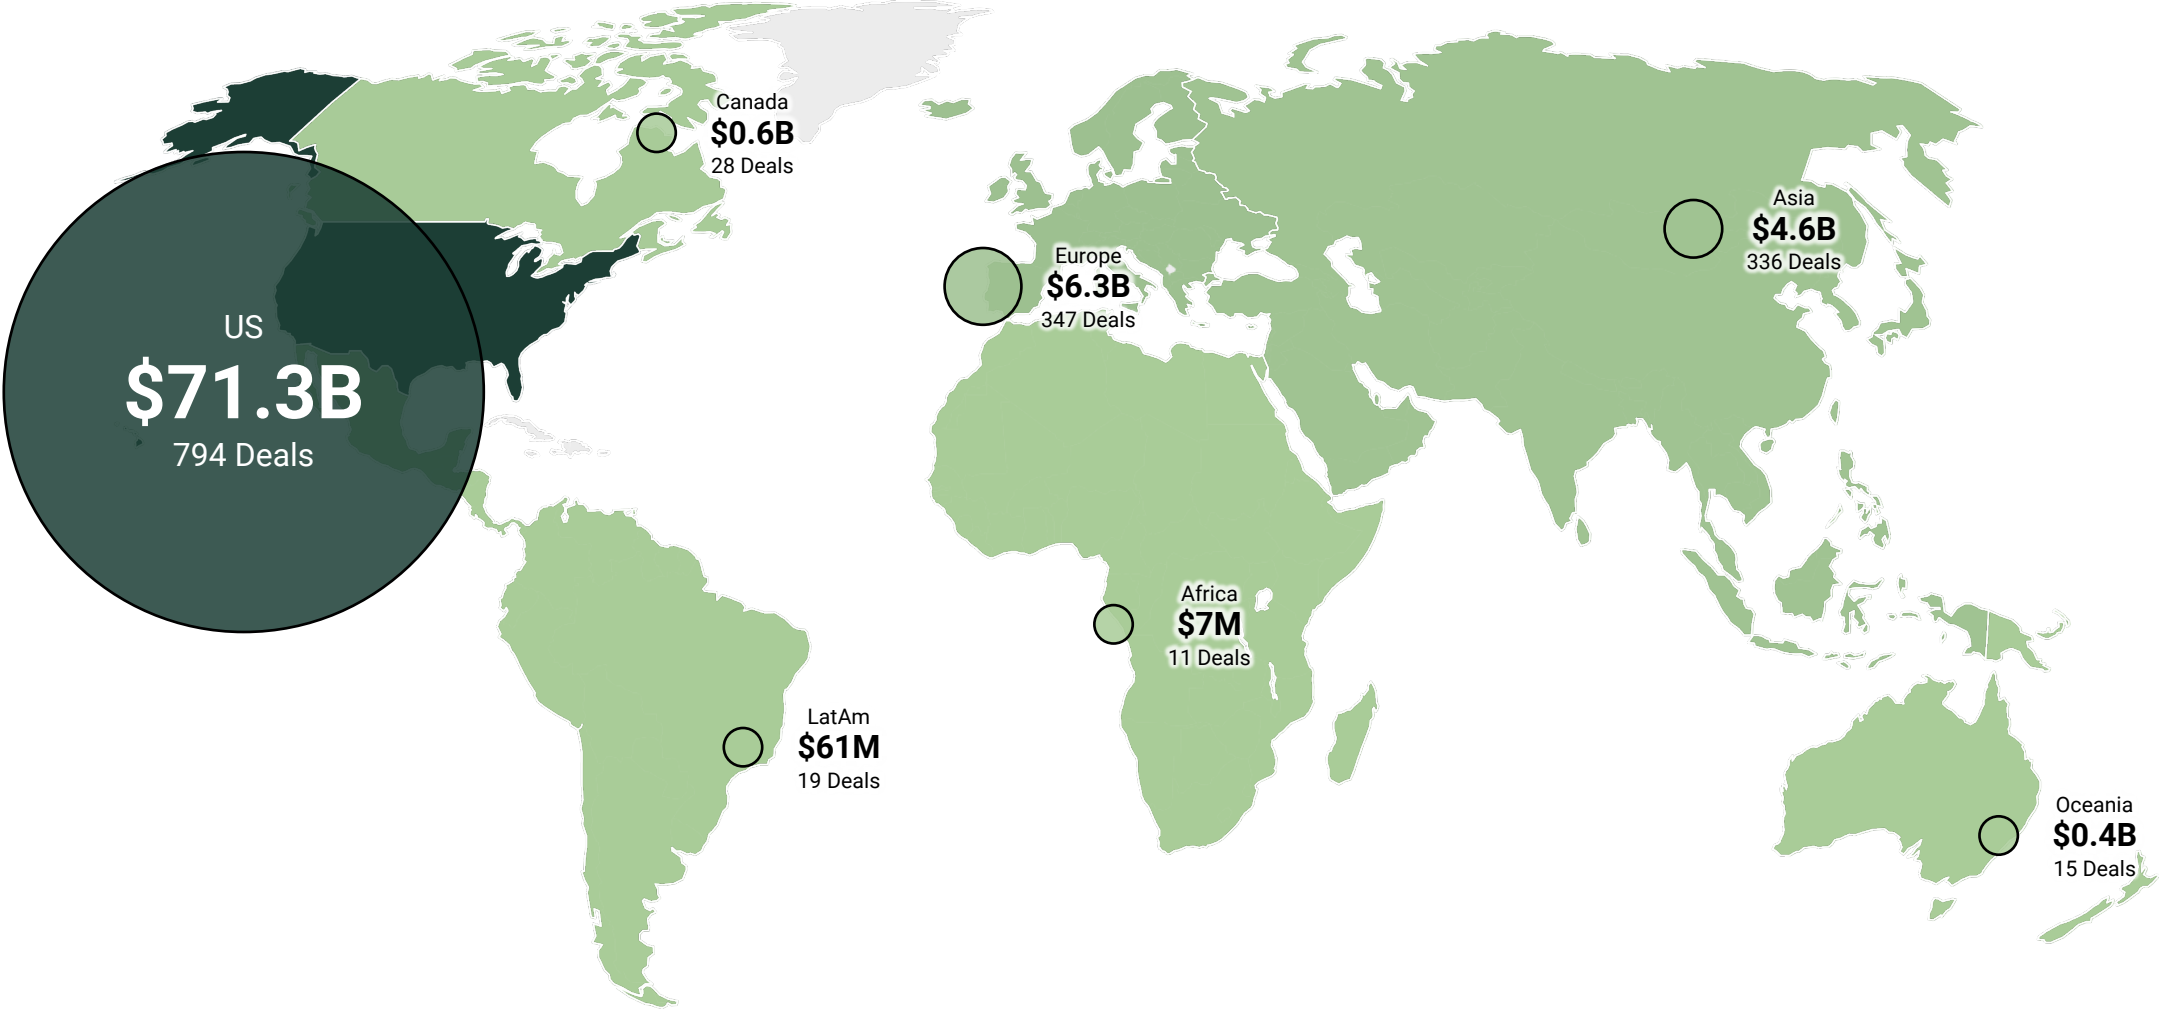 Canada
$0.6B
28 Deals
Asia
$4.6B
336 Deals
Europe
$6.3B
347 Deals
US
$71.3B
794 Deals
Africa
$7M
11 Deals
LatAm
$61M
19 Deals
Oceania
$0.4B
15 Deals